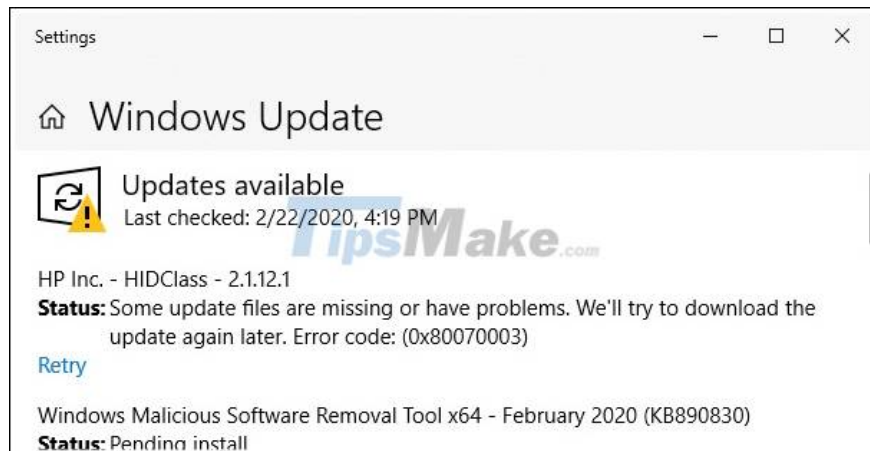 Settings
Windows Update
Updates available
Last checked: 2/22/2020, 4:19 PM
TipsMake.com
HP Inc. - HIDClass - 2.1.12.1
Status: Some update files are missing or have problems. We'll try to download the
update again later. Error code: (0x80070003)
Retry
Windows Malicious Software Removal Tool x64 - February 2020 (KB890830)
Status: Pending install